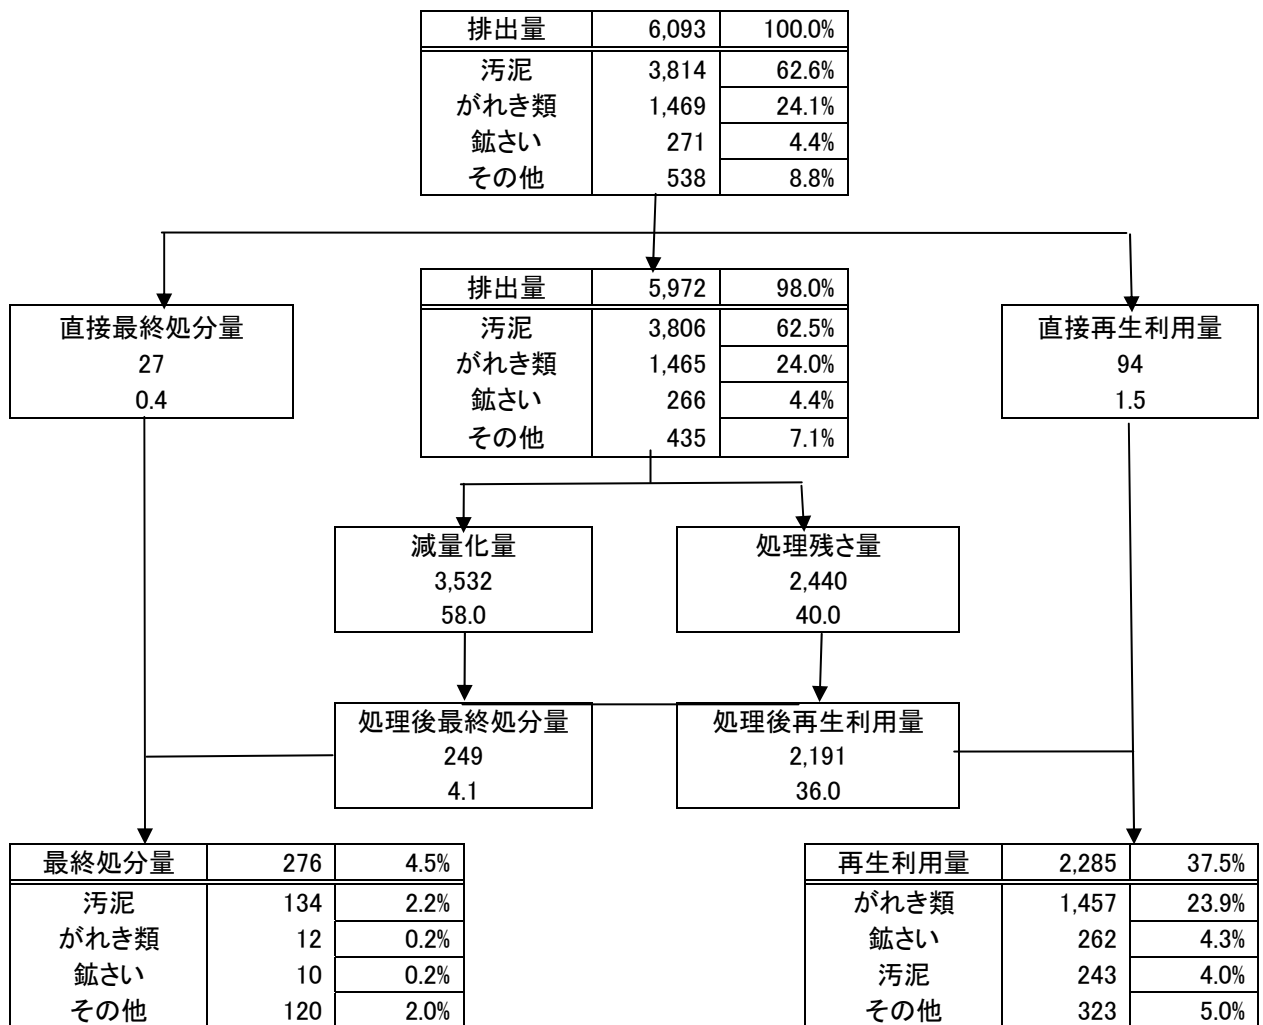 排出量 6,093 100.0%
汚泥 3,814 62.6%
がれき類 1,469 24.1%
鉱さい 271 4.4%
その他 538 8.8%
排出量 5,972 98.0%
汚泥 3,806 62.5%
がれき類 1,465 24.0%
鉱さい 266 4.4%
その他 435 7.1%
直接最終処分量
27
0.4
直接再生利用量
94
1.5
減量化量
3,532
58.0
処理残さ量
2,440
40.0
処理後最終処分量
249
4.1
処理後再生利用量
2,191
36.0
最終処分量 276 4.5%
汚泥 134 2.2%
がれき類 12 0.2%
鉱さい 10 0.2%
その他 120 2.0%
再生利用量 2,285 37.5%
がれき類 1,457 23.9%
鉱さい 262 4.3%
汚泥 243 4.0%
その他 323 5.0%